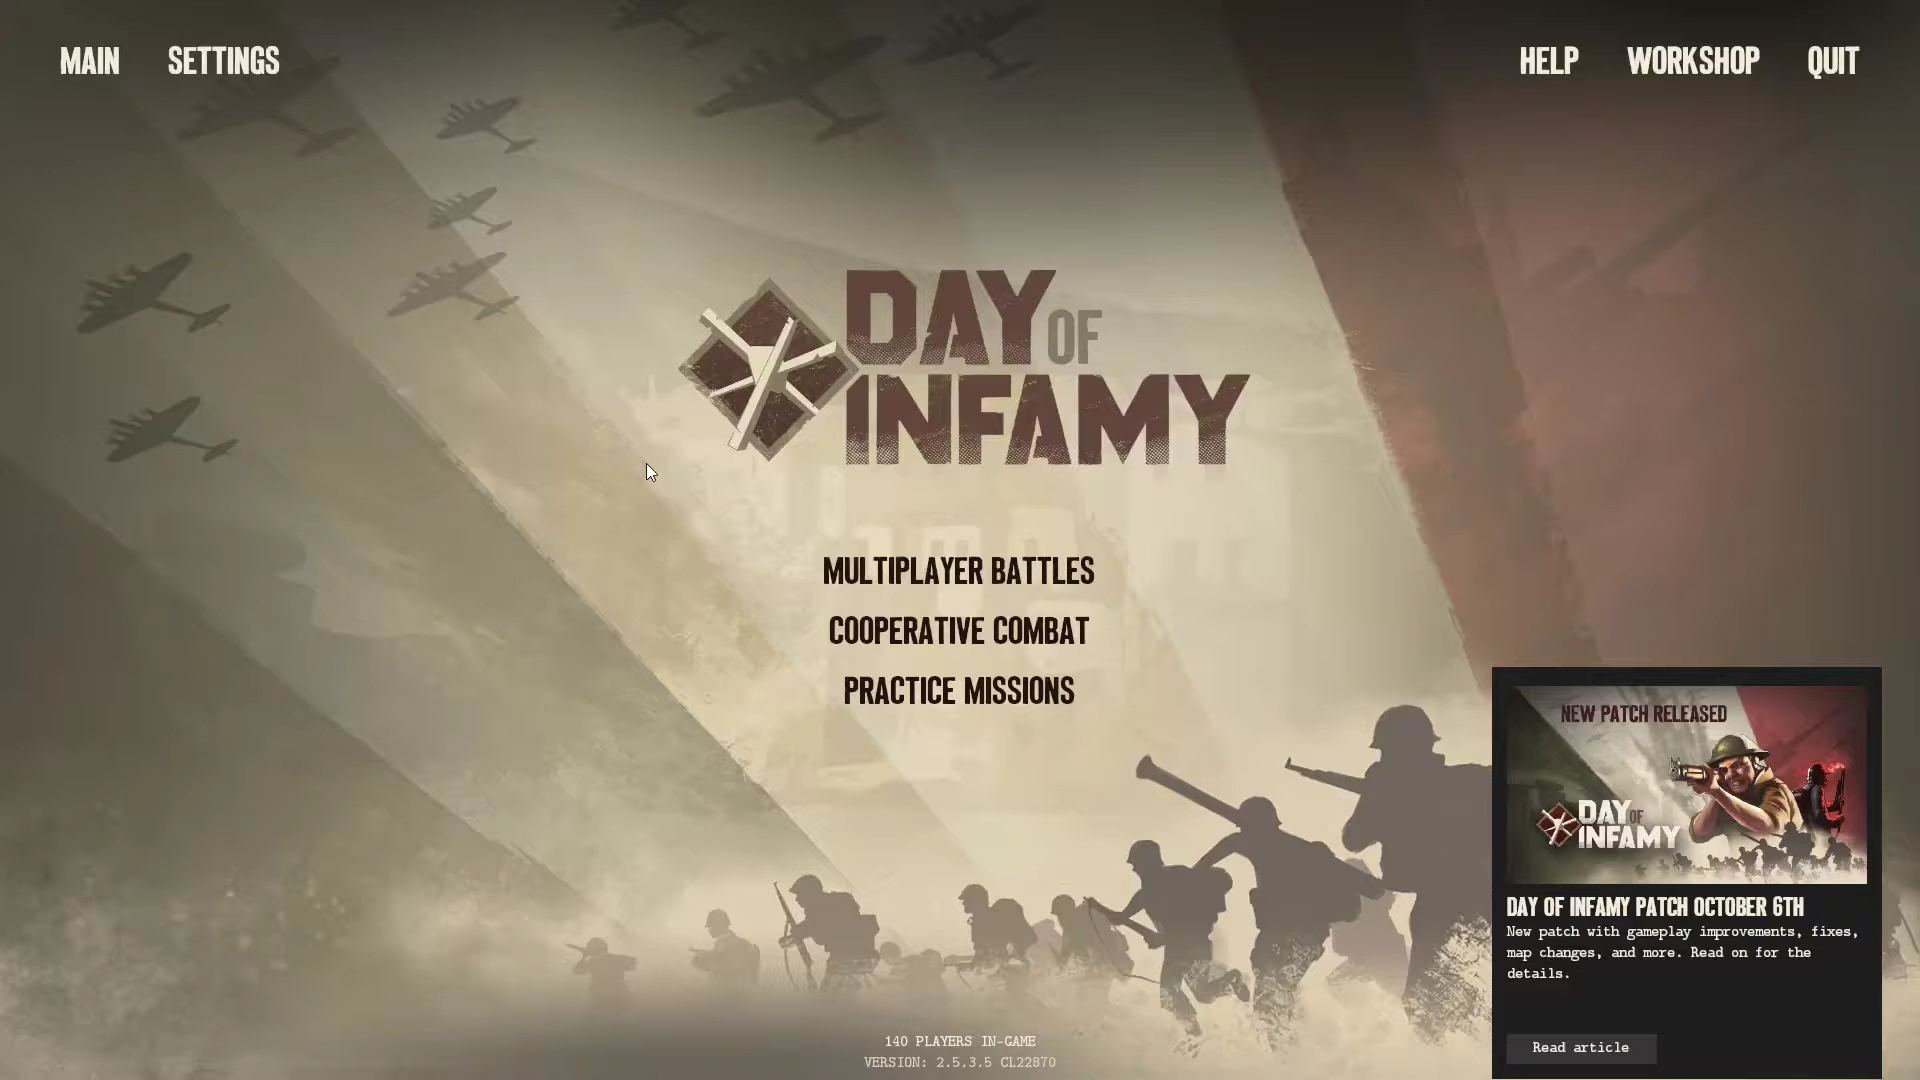 MAIN SETTINGS HELP WORKSHOP QUIT
DAY OF
INFAMY
MULTIPLAYER BATTLES
COOPERATIVE COMBAT
PRACTICE MISSIONS
NEW PATCH RELEASED
DAY OF
INFAMY
DAY OF INFAMY PATCH OCTOBER 6TH
New patch with gameplay improvements, fixes,
map changes, and more. Read on for the
details.
Read article
140 PLAYERS IN-GAME
VERSION: 2.5.3.5 CL22870